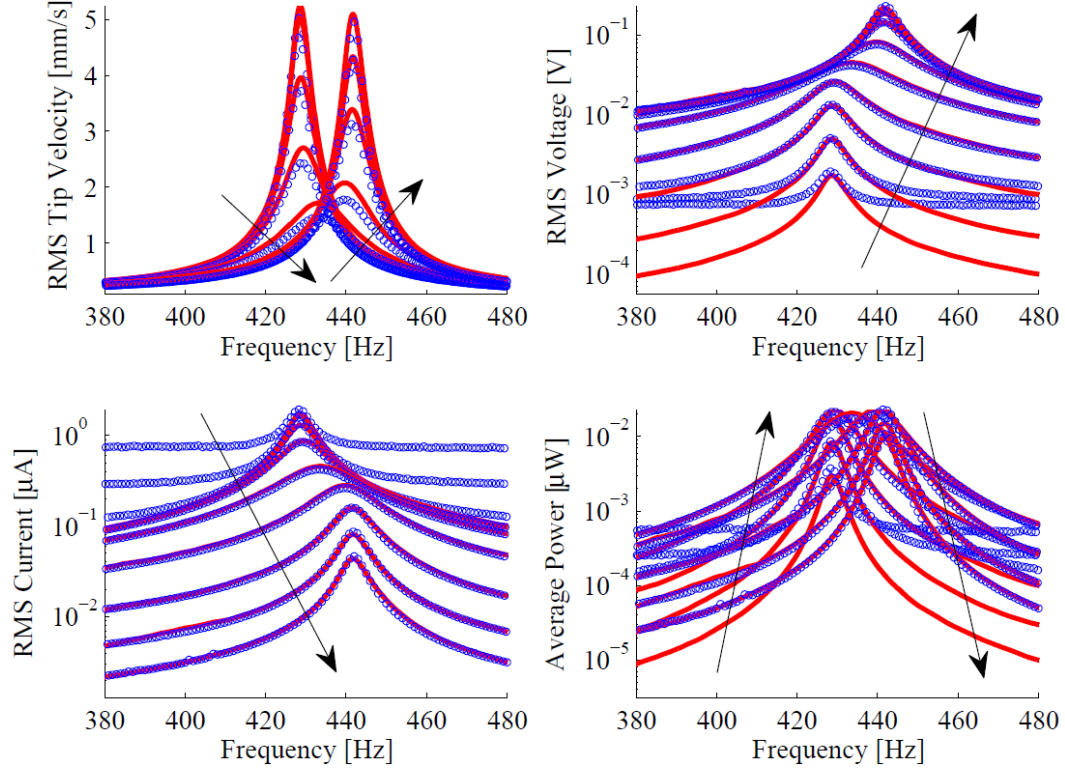 RMS Tip Velocity [mm/s]
5
4
3
2
1
380 400 420 440 460 480
Frequency [Hz]
RMS Voltage [V]
10⁻¹
10⁻²
10⁻³
10⁻⁴
380 400 420 440 460 480
Frequency [Hz]
RMS Current [µA]
10⁰
10⁻¹
10⁻²
380 400 420 440 460 480
Frequency [Hz]
Average Power [µW]
10⁻²
10⁻³
10⁻⁴
10⁻⁵
380 400 420 440 460 480
Frequency [Hz]